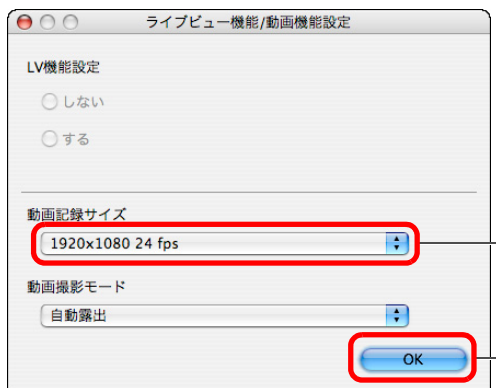 ライブビュー機能/動画機能設定
LV機能設定
しない
する
動画記録サイズ
1920x1080 24 fps
動画撮影モード
自動露出
OK